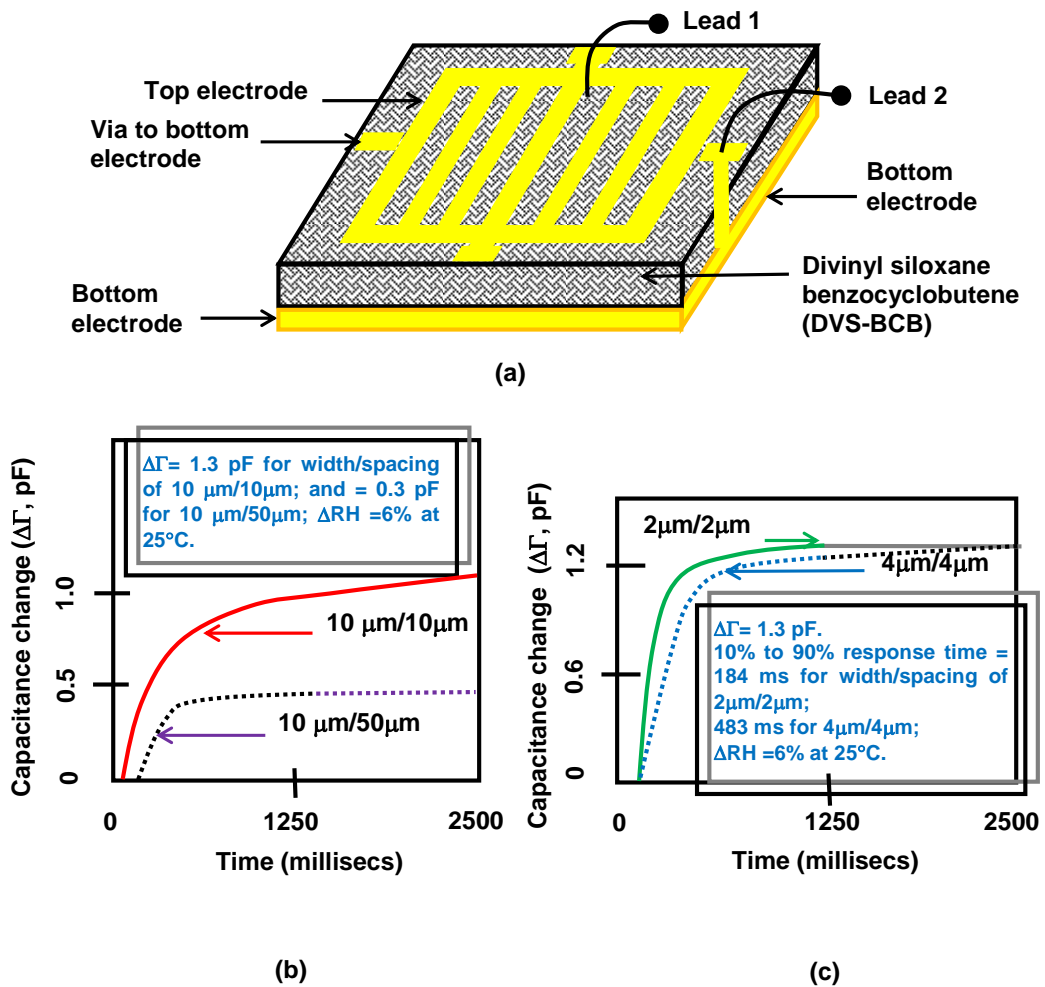 Lead 1
Top electrode
Lead 2
Via to bottom
electrode
Bottom
electrode
Divinyl siloxane
benzocyclobutene
(DVS-BCB)
Bottom
electrode
(a)
Capacitance change (ΔΓ, pF)
ΔΓ= 1.3 pF for width/spacing
of 10 μm/10μm; and = 0.3 pF
for 10 μm/50μm; ΔRH =6% at
25°C.
1.0
0.5
0
10 μm/10μm
10 μm/50μm
0
1250
2500
Time (millisecs)
(b)
Capacitance change (ΔΓ, pF)
2μm/2μm
4μm/4μm
1.2
0.6
0
ΔΓ= 1.3 pF.
10% to 90% response time =
184 ms for width/spacing of
2μm/2μm;
483 ms for 4μm/4μm;
ΔRH =6% at 25°C.
0
1250
2500
Time (millisecs)
(c)